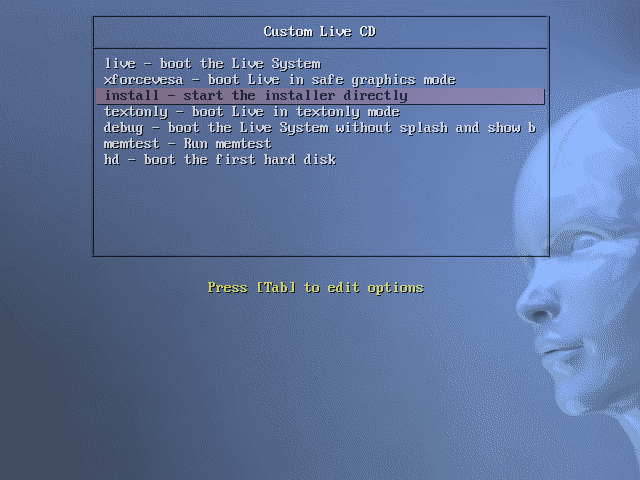 Custom Live CD
live - boot the Live System
xforcevesa - boot Live in safe graphics mode
install - start the installer directly
textonly - boot Live in textonly mode
debug - boot the Live System without splash and show b
memtest - Run memtest
hd - boot the first hard disk
Press [Tab] to edit options